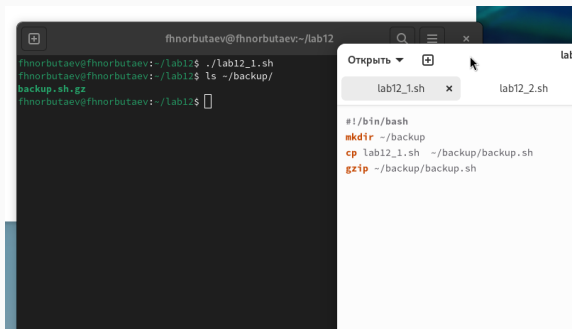 fhnorbutaev@fhnorbutaev:~/lab12
fhnorbutaev@fhnorbutaev:~/lab12$ ./lab12_1.sh
fhnorbutaev@fhnorbutaev:~/lab12$ ls ~/backup/
backup.sh.gz
fhnorbutaev@fhnorbutaev:~/lab12$
Открыть
lab
lab12_1.sh
lab12_2.sh
#!/bin/bash
mkdir ~/backup
cp lab12_1.sh  ~/backup/backup.sh
gzip ~/backup/backup.sh